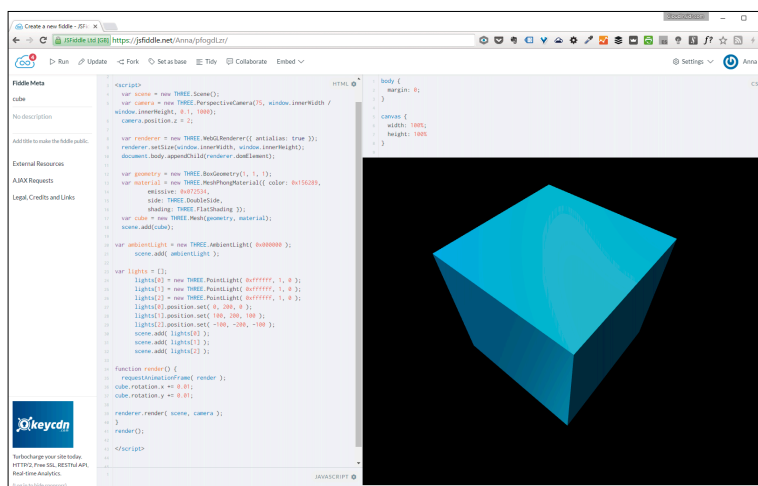 Create a new fiddle - JSFi
JSFiddle Ltd [GB] https://jsfiddle.net/Anna/pfogdLzr/
Run Update Fork Set as base Tidy Collaborate Embed Settings Anna
Fiddle Meta
cube
No description
Add title to make the fiddle public.
External Resources
AJAX Requests
Legal, Credits and Links
keycdn
Turbocharge your site today.
HTTP/2, Free SSL, RESTful API,
Real-time Analytics.
HTML
<script>
var scene = new THREE.Scene();
var camera = new THREE.PerspectiveCamera(75, window.innerWidth /
window.innerHeight, 0.1, 1000);
camera.position.z = 2;
var renderer = new THREE.WebGLRenderer({ antialias: true });
renderer.setSize(window.innerWidth, window.innerHeight);
document.body.appendChild(renderer.domElement);
var geometry = new THREE.BoxGeometry(1, 1, 1);
var material = new THREE.MeshPhongMaterial({ color: 0x156289,
emissive: 0x072534,
side: THREE.DoubleSide,
shading: THREE.FlatShading });
var cube = new THREE.Mesh(geometry, material);
scene.add(cube);
var ambientLight = new THREE.AmbientLight( 0x000000 );
scene.add( ambientLight );
var lights = [];
lights[0] = new THREE.PointLight( 0xffffff, 1, 0 );
lights[1] = new THREE.PointLight( 0xffffff, 1, 0 );
lights[2] = new THREE.PointLight( 0xffffff, 1, 0 );
lights[0].position.set( 0, 200, 0 );
lights[1].position.set( 100, 200, 100 );
lights[2].position.set( -100, -200, -100 );
scene.add( lights[0] );
scene.add( lights[1] );
scene.add( lights[2] );
function render() {
requestAnimationFrame( render );
cube.rotation.x += 0.01;
cube.rotation.y += 0.01;
renderer.render( scene, camera );
}
render();
</script>
JAVASCRIPT
CS
body {
margin: 0;
}
canvas {
width: 100%;
height: 100%
}